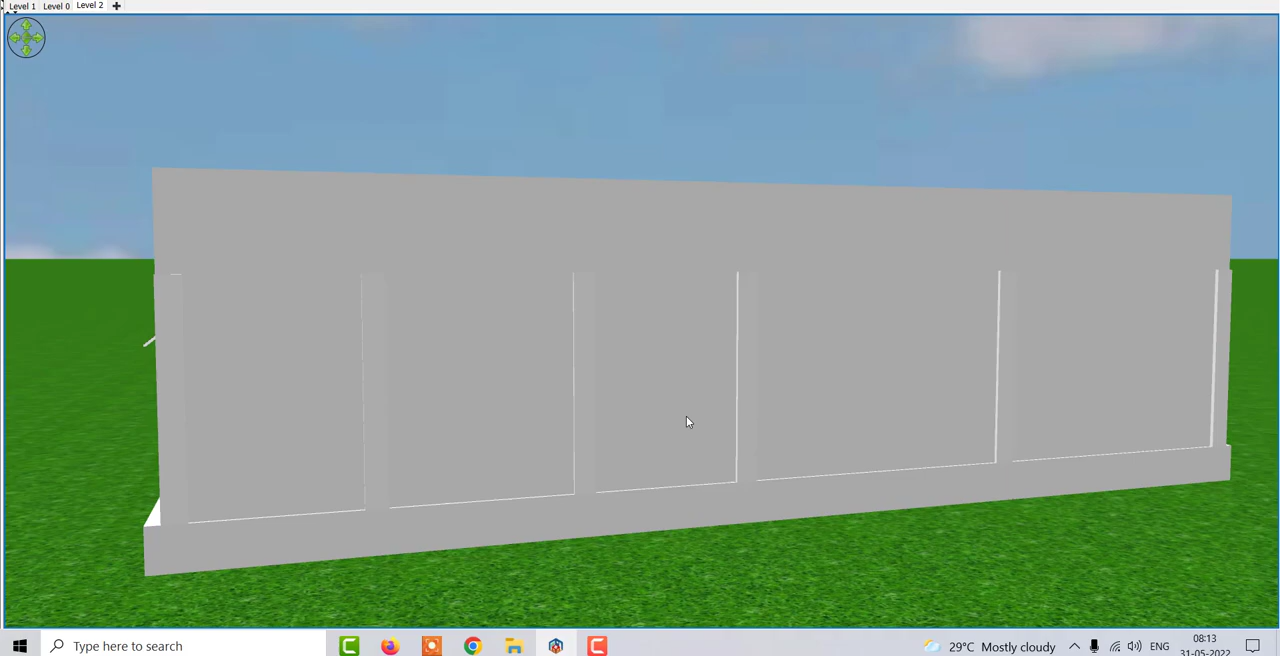 Level 1 Level 0 Level 2
Type here to search
29°C Mostly cloudy
ENG
08:13
31-05-2022